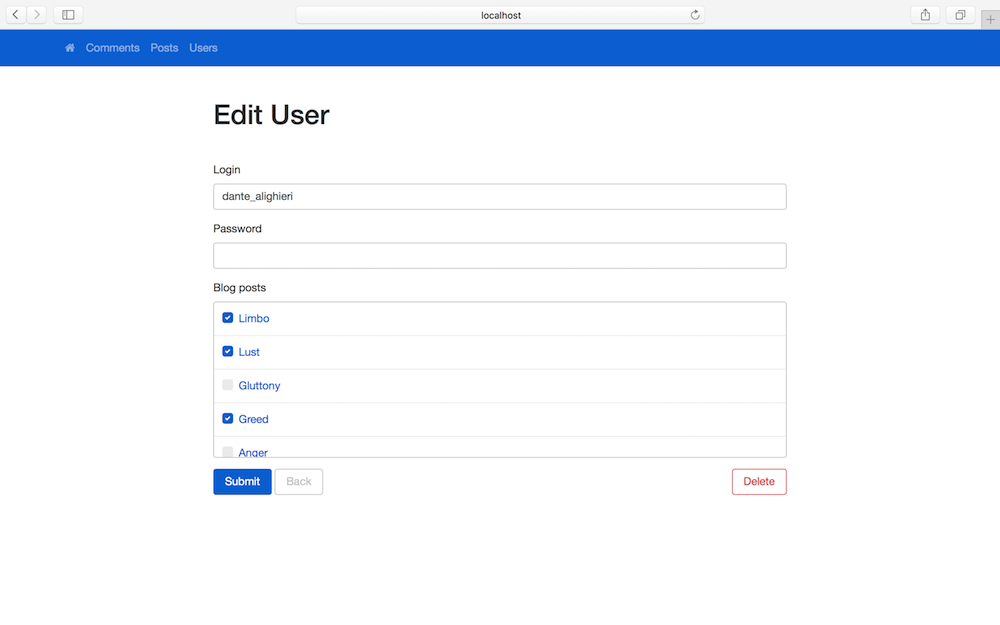 localhost
Comments Posts Users
Edit User
Login
dante_alighieri
Password
Blog posts
Limbo
Lust
Gluttony
Greed
Anger
Submit Back Delete